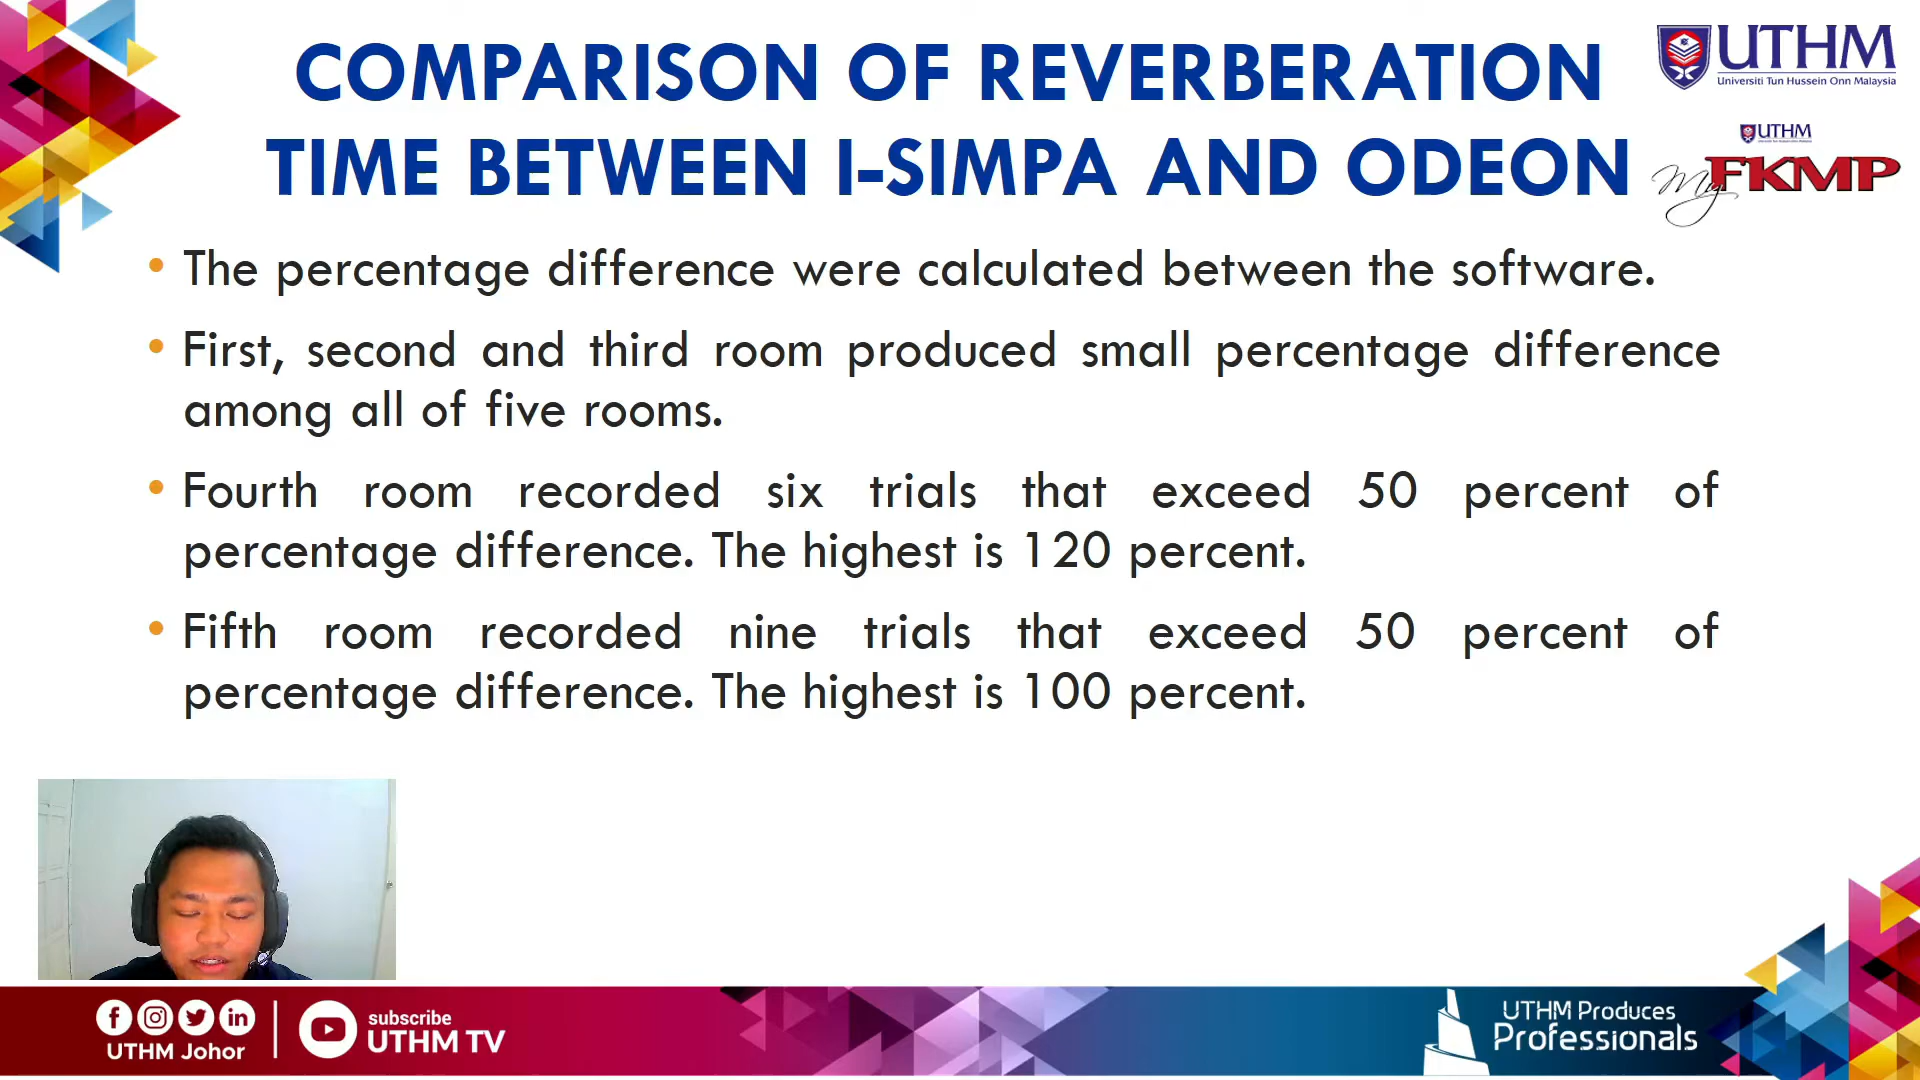 COMPARISON OF REVERBERATION
TIME BETWEEN I-SIMPA AND ODEON
UTHM
Universiti Tun Hussein Onn Malaysia
UTHM
my FKMP
• The percentage difference were calculated between the software.
• First, second and third room produced small percentage difference
among all of five rooms.
• Fourth room recorded six trials that exceed 50 percent of
percentage difference. The highest is 120 percent.
• Fifth room recorded nine trials that exceed 50 percent of
percentage difference. The highest is 100 percent.
UTHM Johor
subscribe
UTHM TV
UTHM Produces
Professionals